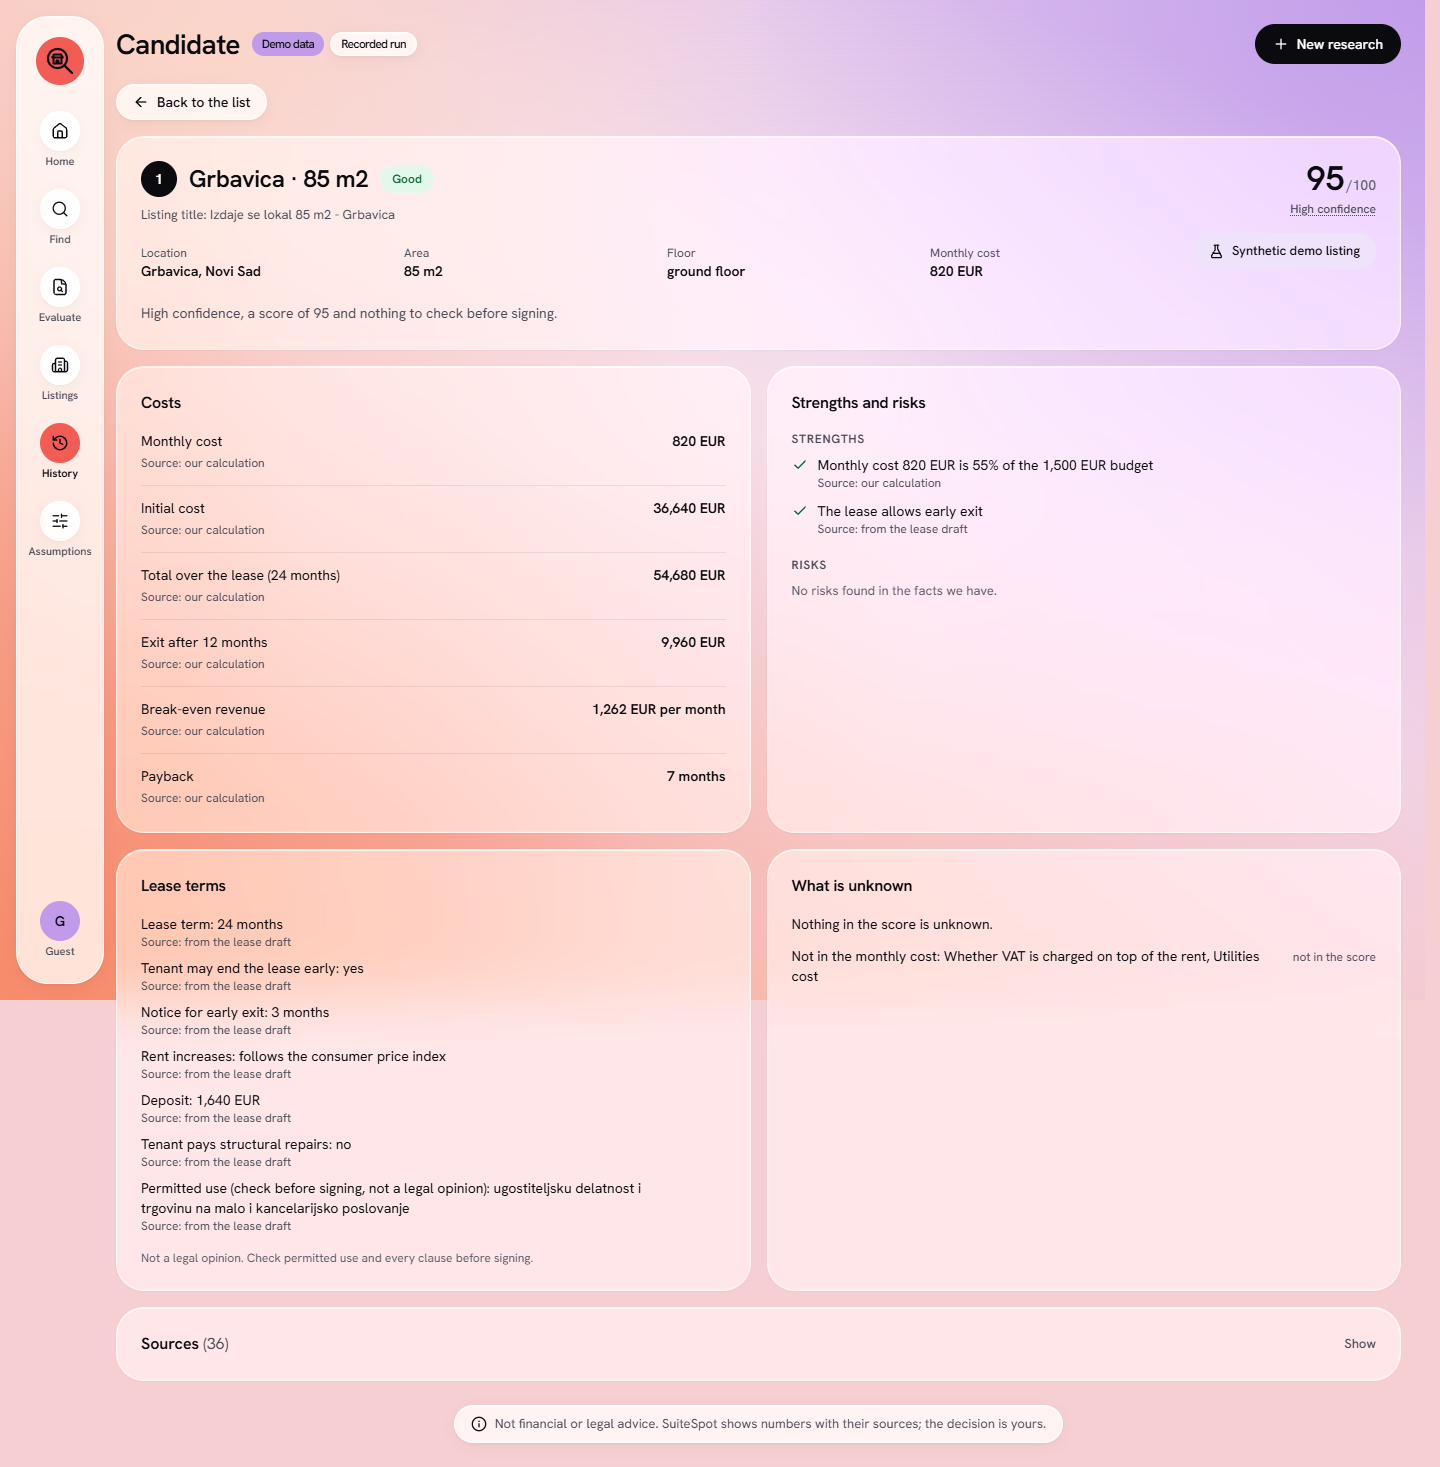 Candidate
Demo data
Recorded run
New research
Home
Find
Evaluate
Listings
History
Assumptions
G
Guest
Back to the list
1
Grbavica · 85 m2
Good
95/100
High confidence
Listing title: Izdaje se lokal 85 m2 - Grbavica
Location
Grbavica, Novi Sad
Area
85 m2
Floor
ground floor
Monthly cost
820 EUR
Synthetic demo listing
High confidence, a score of 95 and nothing to check before signing.
Costs
Monthly cost
820 EUR
Source: our calculation
Initial cost
36,640 EUR
Source: our calculation
Total over the lease (24 months)
54,680 EUR
Source: our calculation
Exit after 12 months
9,960 EUR
Source: our calculation
Break-even revenue
1,262 EUR per month
Source: our calculation
Payback
7 months
Source: our calculation
Strengths and risks
STRENGTHS
Monthly cost 820 EUR is 55% of the 1,500 EUR budget
Source: our calculation
The lease allows early exit
Source: from the lease draft
RISKS
No risks found in the facts we have.
Lease terms
Lease term: 24 months
Source: from the lease draft
Tenant may end the lease early: yes
Source: from the lease draft
Notice for early exit: 3 months
Source: from the lease draft
Rent increases: follows the consumer price index
Source: from the lease draft
Deposit: 1,640 EUR
Source: from the lease draft
Tenant pays structural repairs: no
Source: from the lease draft
Permitted use (check before signing, not a legal opinion): ugostiteljsku delatnost i
trgovinu na malo i kancelarijsko poslovanje
Source: from the lease draft
Not a legal opinion. Check permitted use and every clause before signing.
What is unknown
Nothing in the score is unknown.
Not in the monthly cost: Whether VAT is charged on top of the rent, Utilities
cost
not in the score
Sources (36)
Show
Not financial or legal advice. SuiteSpot shows numbers with their sources; the decision is yours.